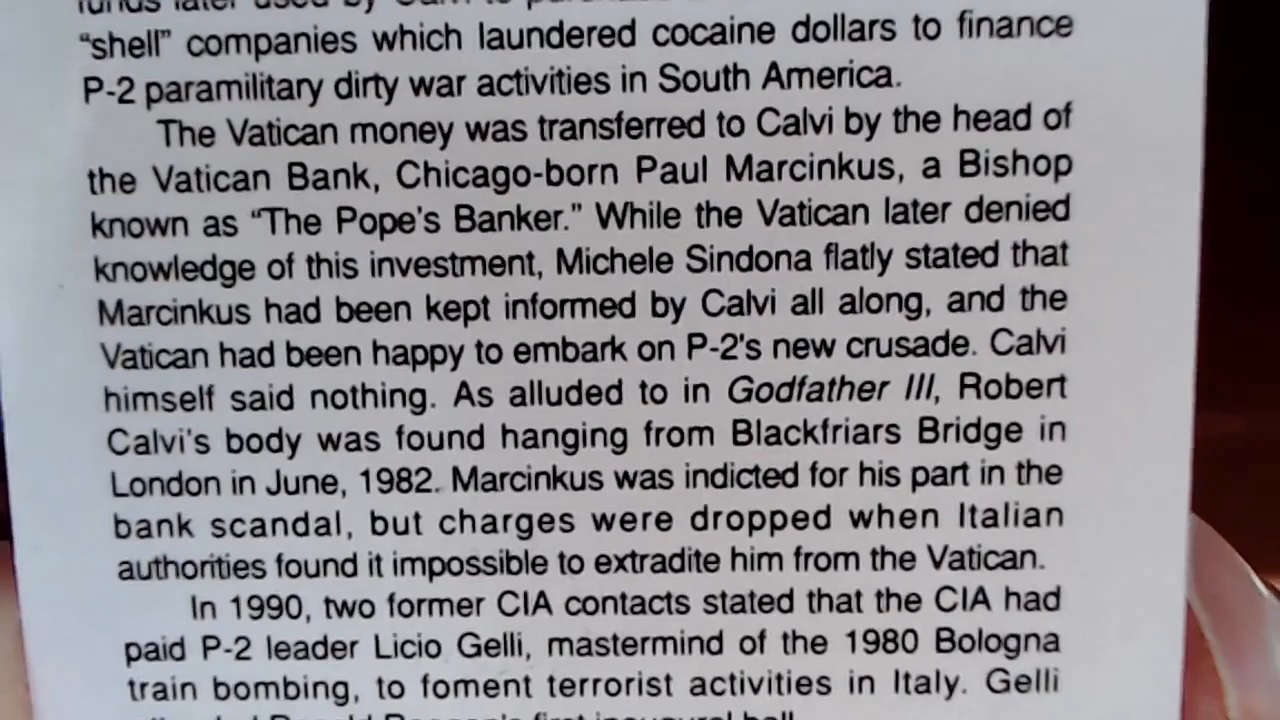 "shell" companies which laundered cocaine dollars to finance
P-2 paramilitary dirty war activities in South America.
The Vatican money was transferred to Calvi by the head of
the Vatican Bank, Chicago-born Paul Marcinkus, a Bishop
known as "The Pope's Banker." While the Vatican later denied
knowledge of this investment, Michele Sindona flatly stated that
Marcinkus had been kept informed by Calvi all along, and the
Vatican had been happy to embark on P-2's new crusade. Calvi
himself said nothing. As alluded to in Godfather III, Robert
Calvi's body was found hanging from Blackfriars Bridge in
London in June, 1982. Marcinkus was indicted for his part in the
bank scandal, but charges were dropped when Italian
authorities found it impossible to extradite him from the Vatican.
In 1990, two former CIA contacts stated that the CIA had
paid P-2 leader Licio Gelli, mastermind of the 1980 Bologna
train bombing, to foment terrorist activities in Italy. Gelli